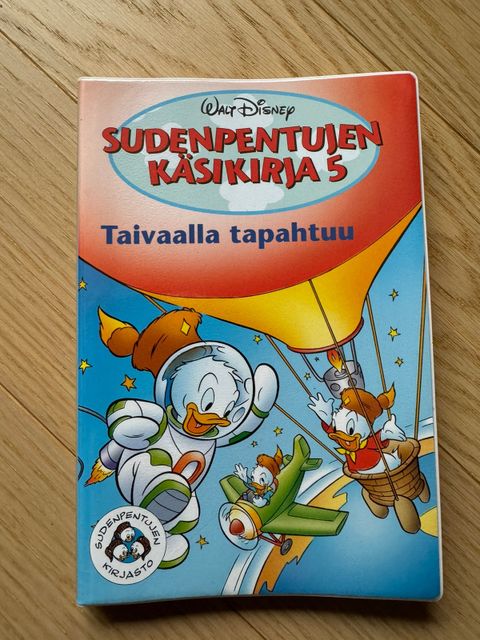 WALT DISNEY
SUDENPENTUJEN
KÄSIKIRJA 5
Taivaalla tapahtuu
SUDENPENTUJEN
KIRJASTO